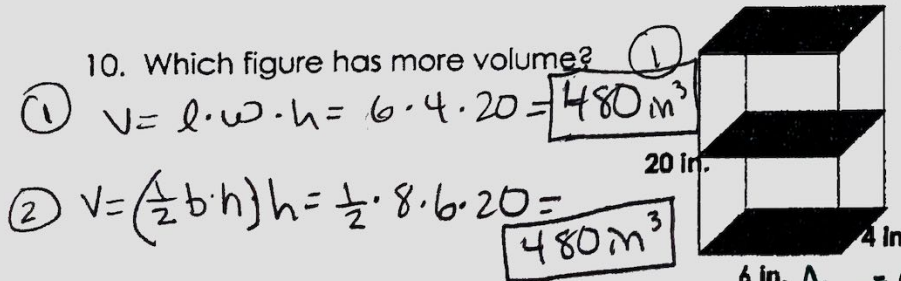 10. Which figure has more volume? ①
① V = l·w·h = 6·4·20 = 480 in³
20 in.
② V = (½ b·h) h = ½·8·6·20 =
480 in³
4 in
6 in.